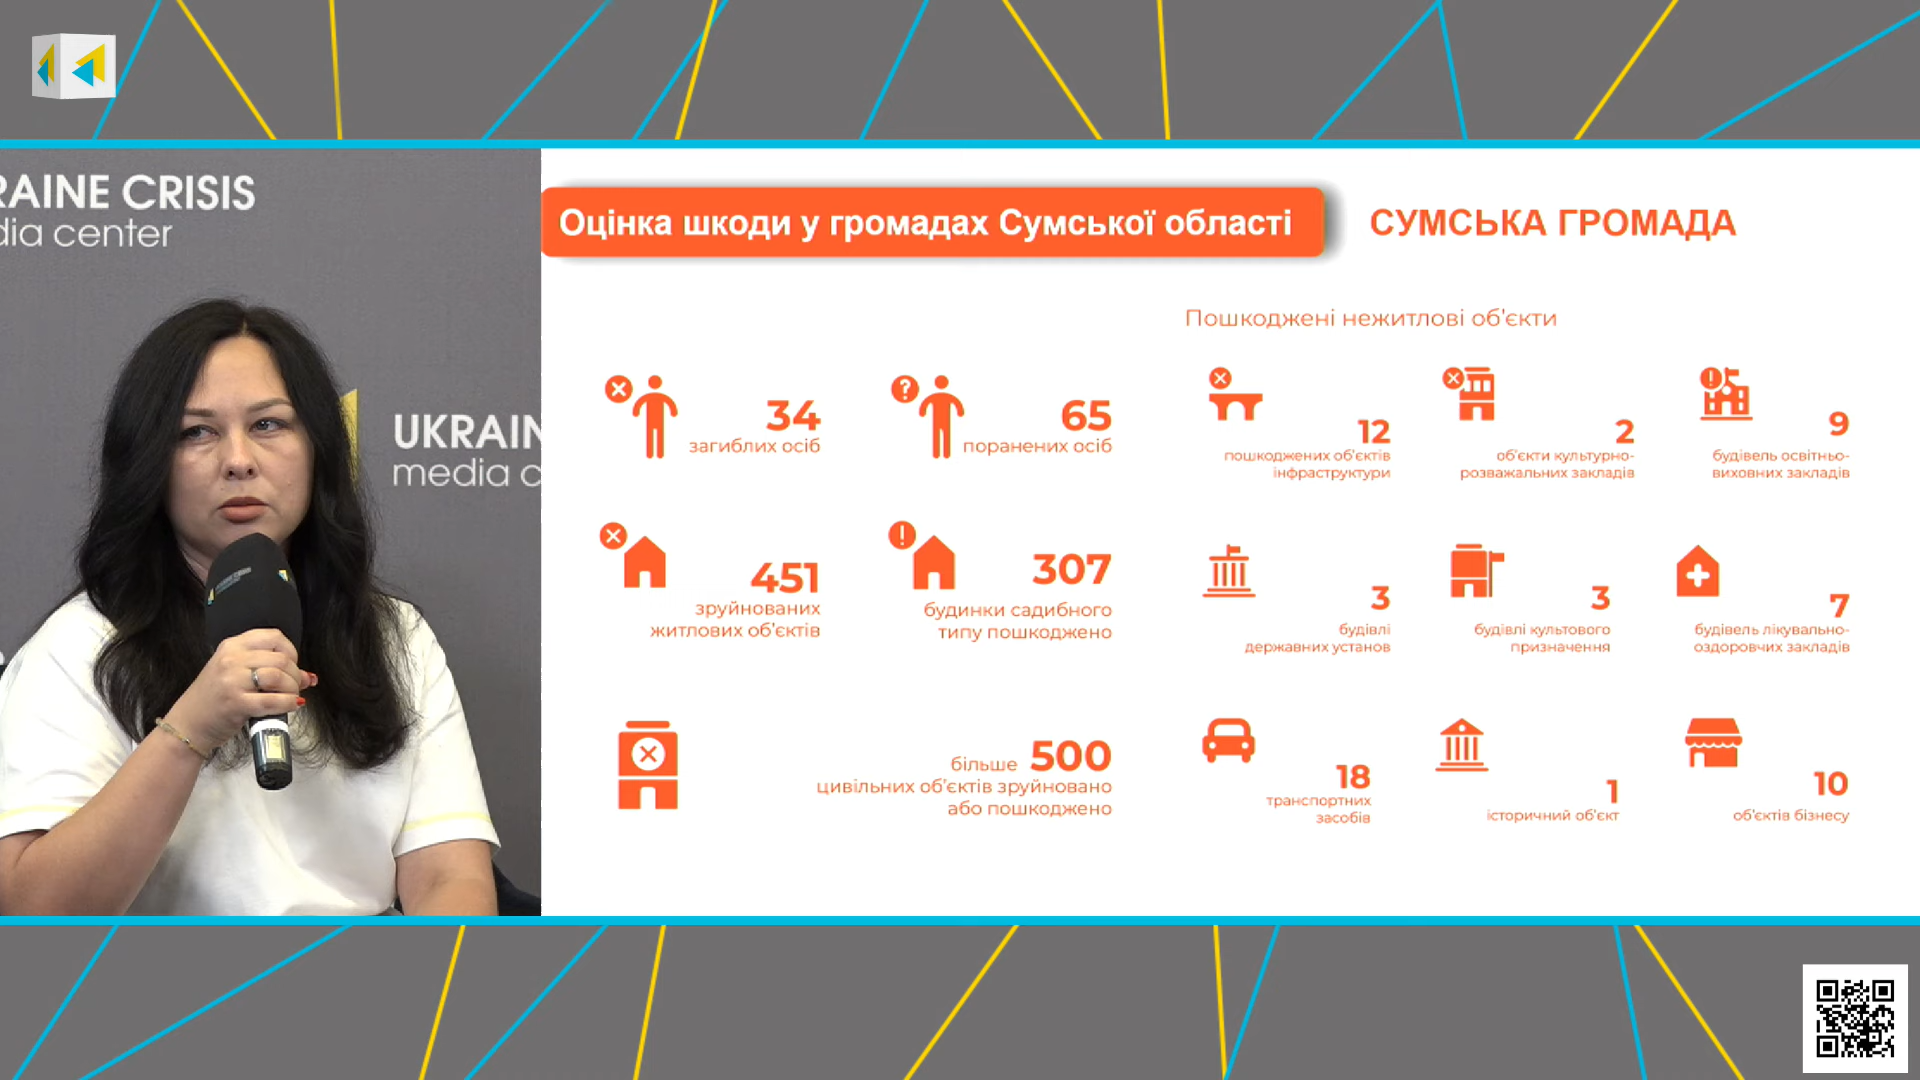 RAINE CRISIS
dia center
UKRAIN
media c
Оцінка шкоди у громадах Сумської області
СУМСЬКА ГРОМАДА
Пошкоджені нежитлові об'єкти
34
загиблих осіб
65
поранених осіб
451
зруйнованих
житлових об'єктів
307
будинки садибного
типу пошкоджено
більше 500
цивільних об'єктів зруйновано
або пошкоджено
12
пошкоджених об'єктів
інфраструктури
2
об'єкти культурно-
розважальних закладів
9
будівель освітньо-
виховних закладів
3
будівлі
державних установ
3
будівлі культового
призначення
7
будівель лікувально-
оздоровчих закладів
18
транспортних
засобів
1
історичний об'єкт
10
об'єктів бізнесу